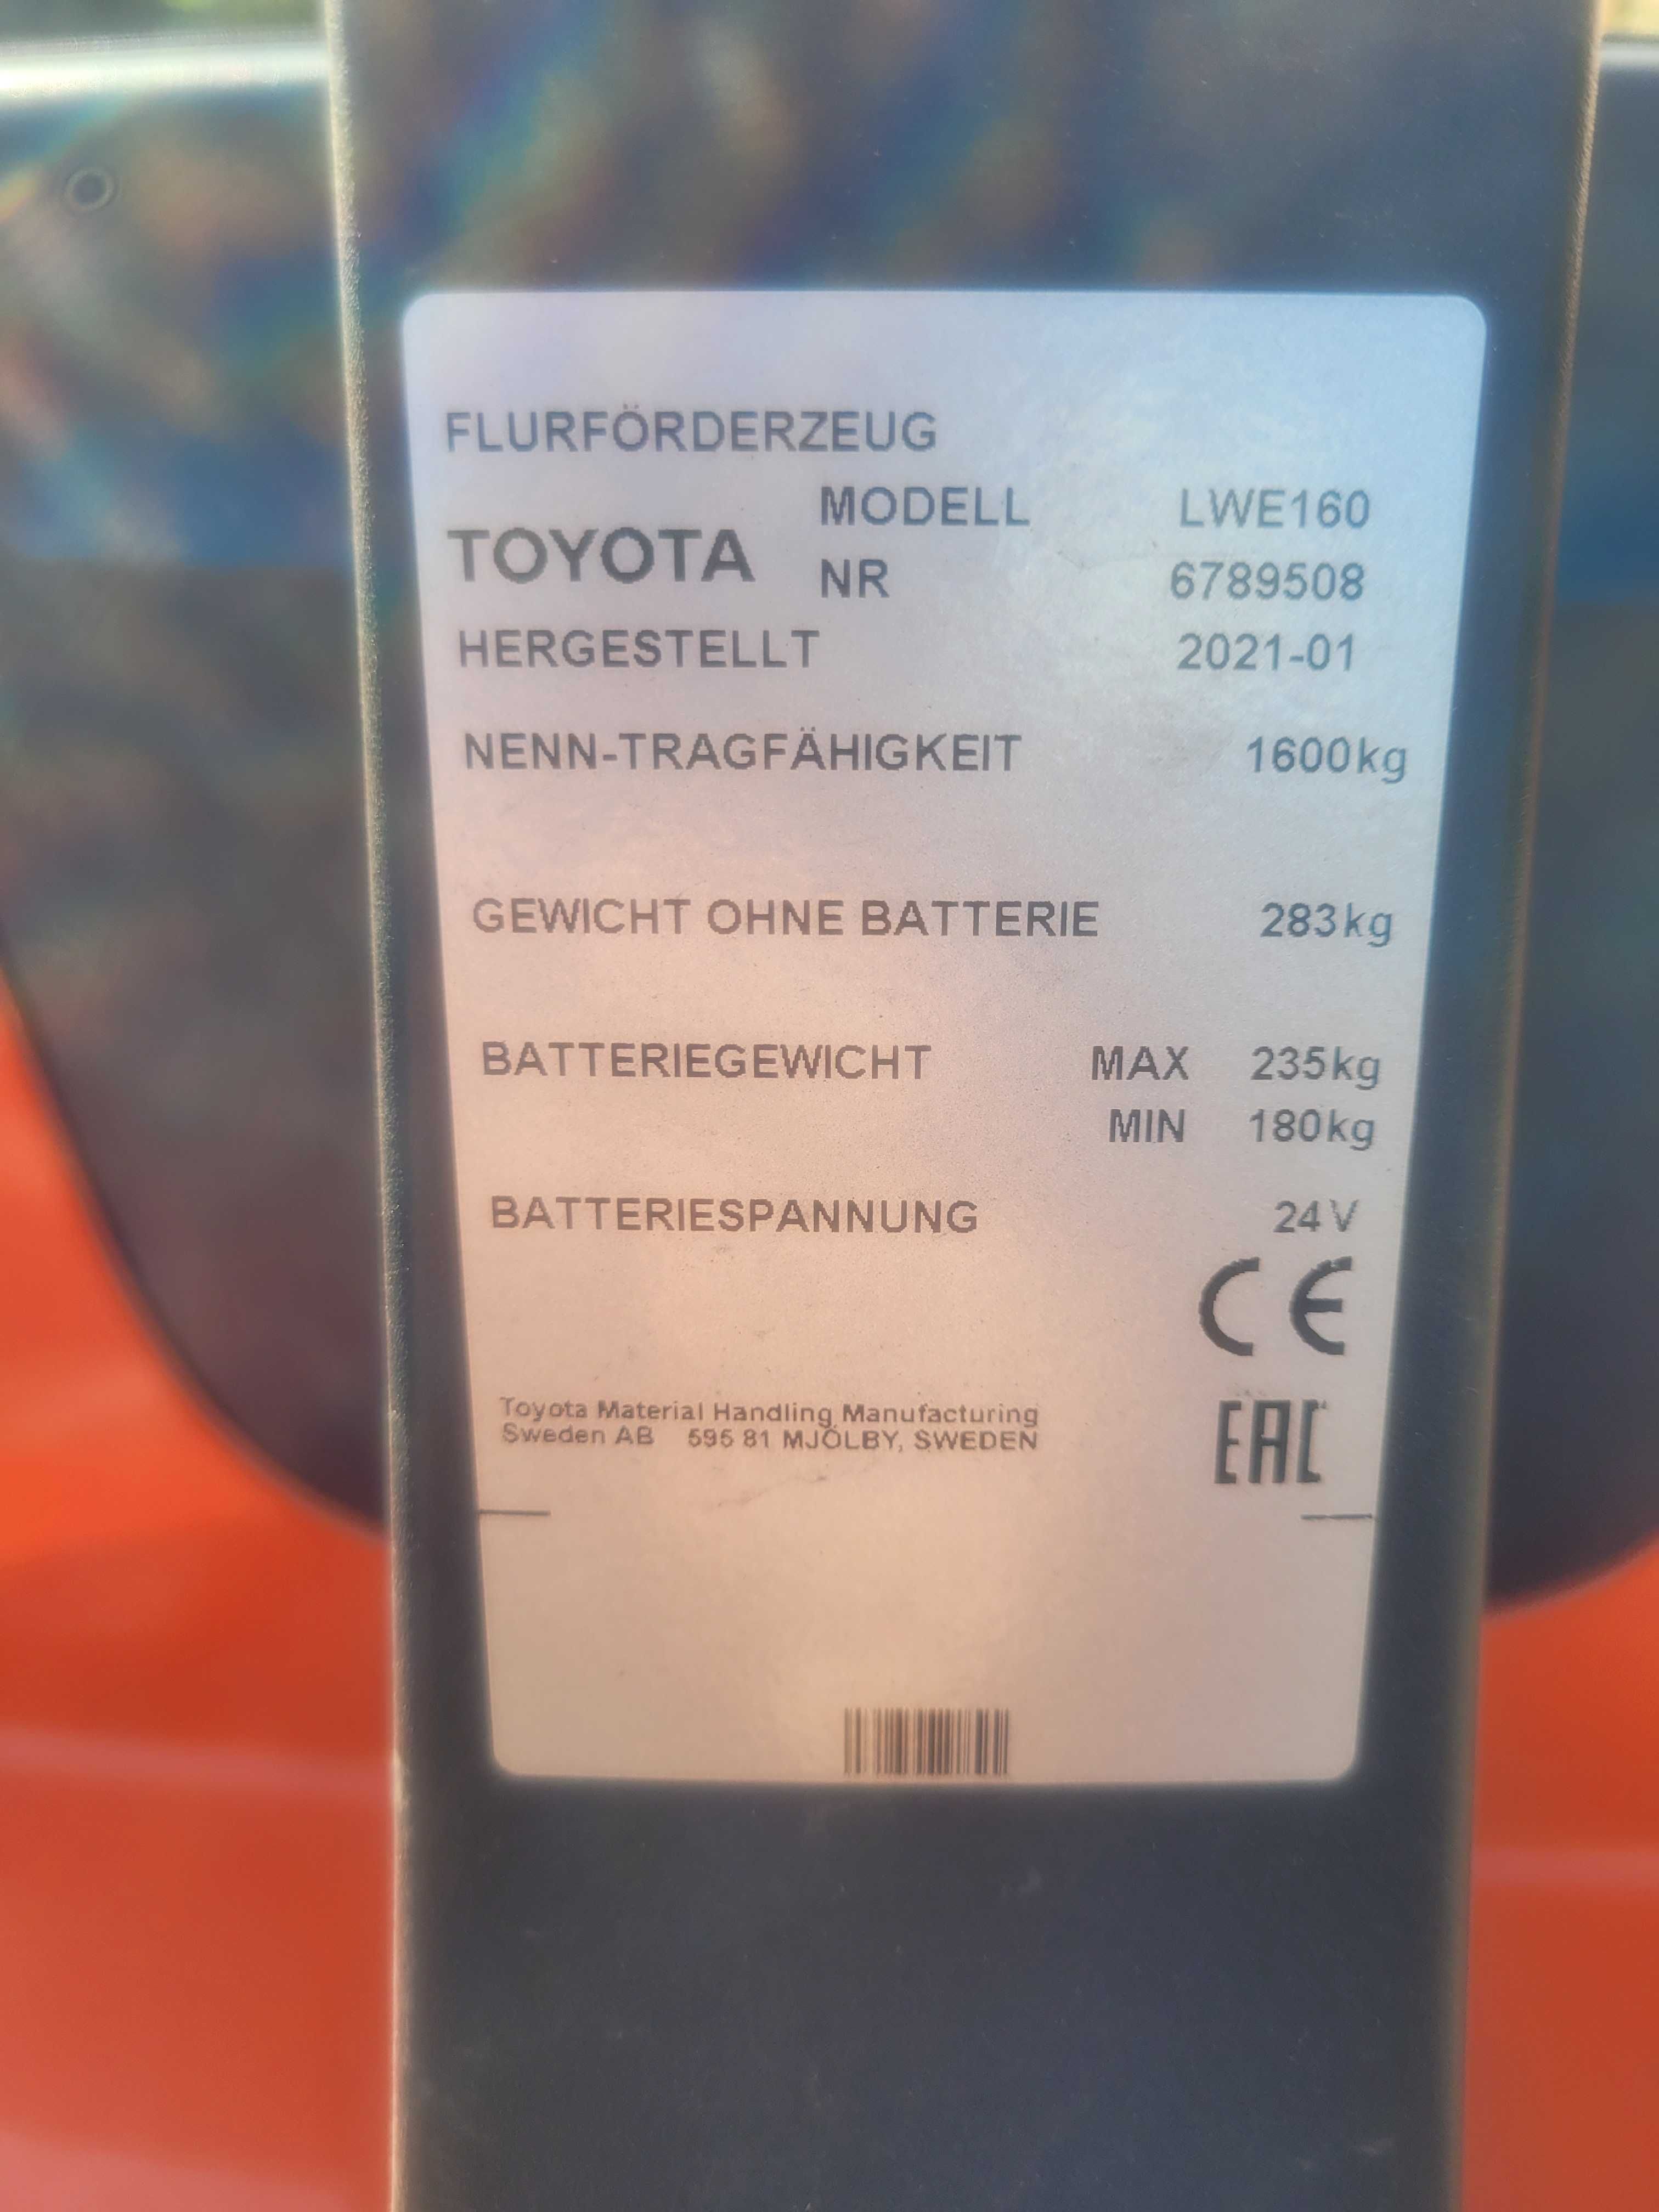 FLURFÖRDERZEUG
MODELL LWE160
TOYOTA
NR 6789508
HERGESTELLT 2021-01
NENN-TRAGFÄHIGKEIT 1600kg
GEWICHT OHNE BATTERIE 283kg
BATTERIEGEWICHT MAX 235kg
MIN 180kg
BATTERIESPANNUNG 24V
CE
Toyota Material Handling Manufacturing
Sweden AB 595 81 MJÖLBY, SWEDEN
EAC